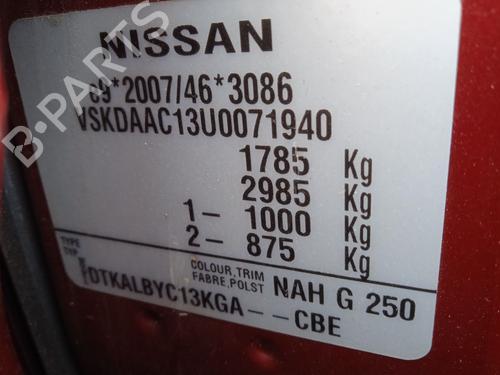 NISSAN
e9*2007/46*3086
VSKDAAC13U0071940
1785 Kg
2985 Kg
1- 1000 Kg
2- 875 Kg
TYPE
TYP
COLOUR,TRIM
FABRE,POLST
NAH G 250
FDTKALBYC13KGA--CBE
B-PARTS